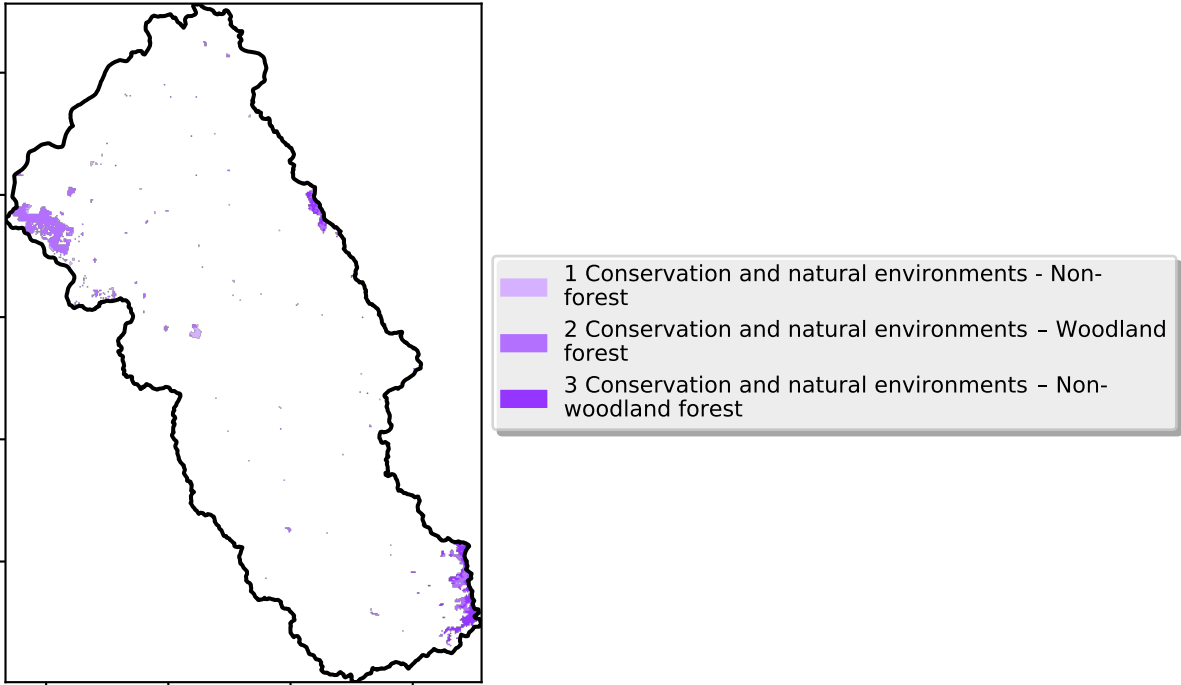 1 Conservation and natural environments - Non-
forest
2 Conservation and natural environments – Woodland
forest
3 Conservation and natural environments – Non-
woodland forest